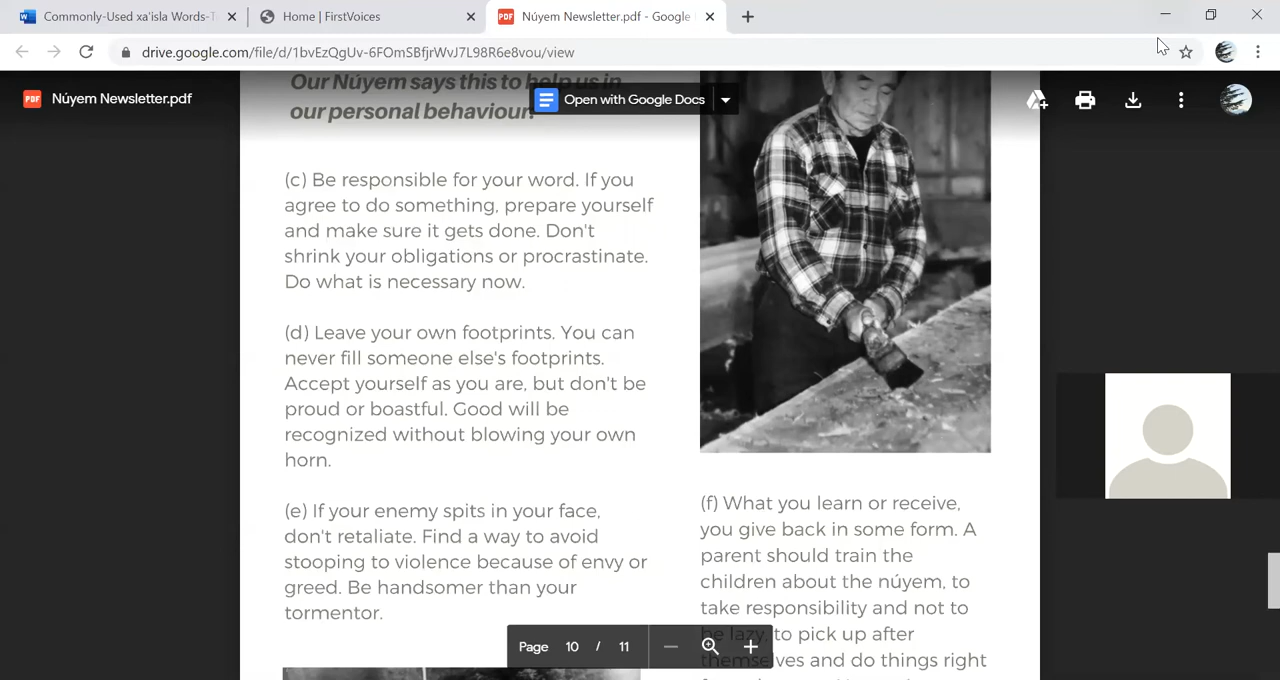 Commonly-Used xa'isla Words-T
Home | FirstVoices
Núyem Newsletter.pdf - Google
drive.google.com/file/d/1bvEzQgUv-6FOmSBfjrWvJ7L98R6e8vou/view
PDF Núyem Newsletter.pdf
Open with Google Docs
Our Núyem says this to help us in
our personal behaviour.
(c) Be responsible for your word. If you
agree to do something, prepare yourself
and make sure it gets done. Don't
shrink your obligations or procrastinate.
Do what is necessary now.
(d) Leave your own footprints. You can
never fill someone else's footprints.
Accept yourself as you are, but don't be
proud or boastful. Good will be
recognized without blowing your own
horn.
(e) If your enemy spits in your face,
don't retaliate. Find a way to avoid
stooping to violence because of envy or
greed. Be handsomer than your
tormentor.
(f) What you learn or receive,
you give back in some form. A
parent should train the
children about the núyem, to
take responsibility and not to
be lazy, to pick up after
themselves and do things right
Page 10 / 11